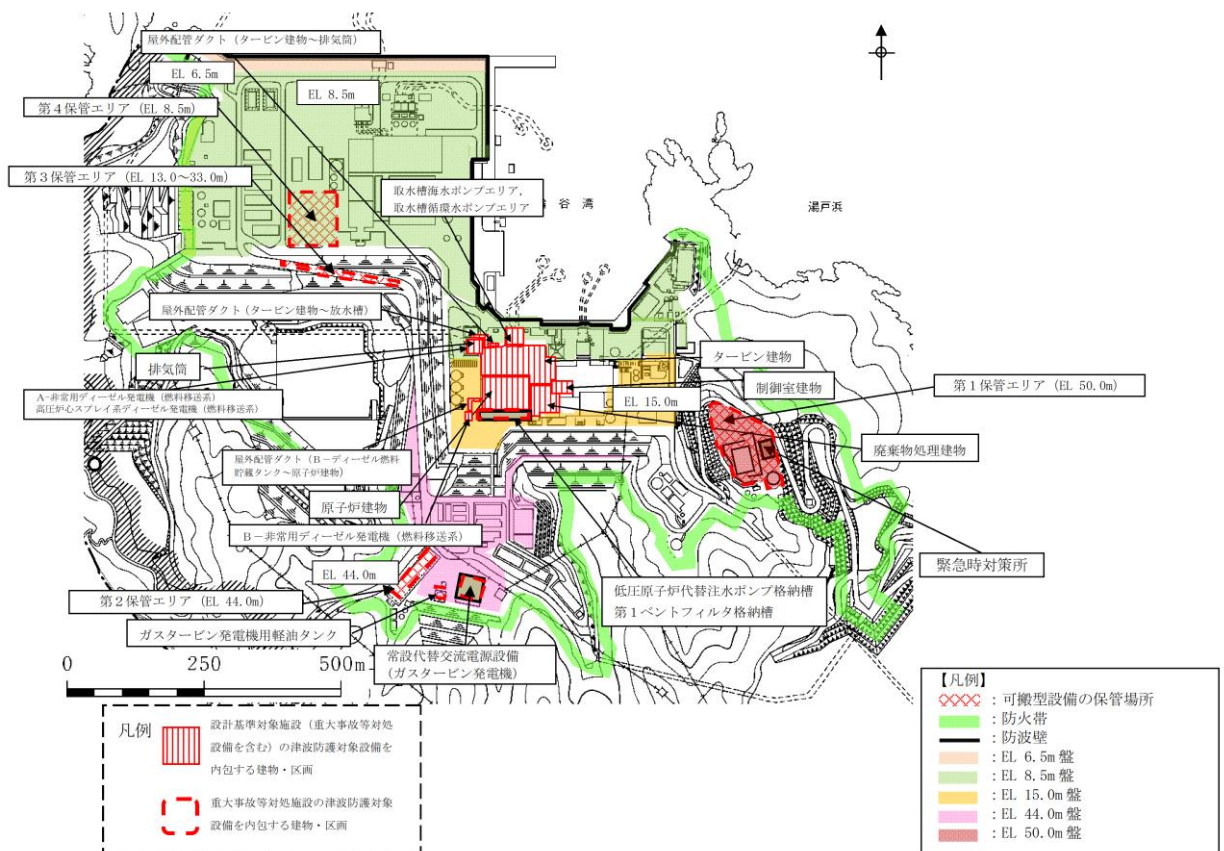 屋外配管ダクト（タービン建物～排気筒）
EL 6.5m
EL 8.5m
第4保管エリア（EL 8.5m）
第3保管エリア（EL 13.0～33.0m）
取水槽海水ポンプエリア，
取水槽循環水ポンプエリア
谷湾
湯戸浜
屋外配管ダクト（タービン建物～放水槽）
排気筒
タービン建物
制御室建物
第1保管エリア（EL 50.0m）
A-非常用ディーゼル発電機（燃料移送系）
高圧炉心スプレイ系ディーゼル発電機（燃料移送系）
EL 15.0m
廃棄物処理建物
屋外配管ダクト（B－ディーゼル燃料
貯蔵タンク～原子炉建物）
原子炉建物
B－非常用ディーゼル発電機（燃料移送系）
緊急時対策所
EL 44.0m
第2保管エリア（EL 44.0m）
低圧原子炉代替注水ポンプ格納槽
第1ベントフィルタ格納槽
ガスタービン発電機用軽油タンク
常設代替交流電源設備
（ガスタービン発電機）
0 250 500m
凡例
設計基準対象施設（重大事故等対処
設備を含む）の津波防護対象設備を
内包する建物・区画
重大事故等対処施設の津波防護対象
設備を内包する建物・区画
【凡例】
：可搬型設備の保管場所
：防火帯
：防波壁
：EL 6.5m 盤
：EL 8.5m 盤
：EL 15.0m 盤
：EL 44.0m 盤
：EL 50.0m 盤